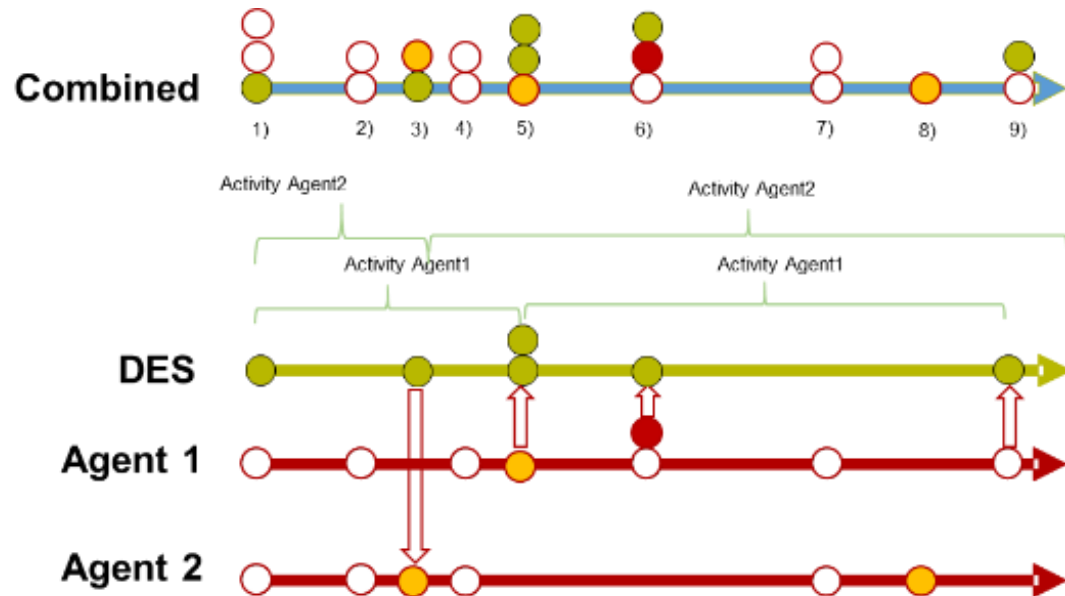 Combined
1) 2) 3) 4) 5) 6) 7) 8) 9)
Activity Agent2
Activity Agent2
Activity Agent1
Activity Agent1
DES
Agent 1
Agent 2